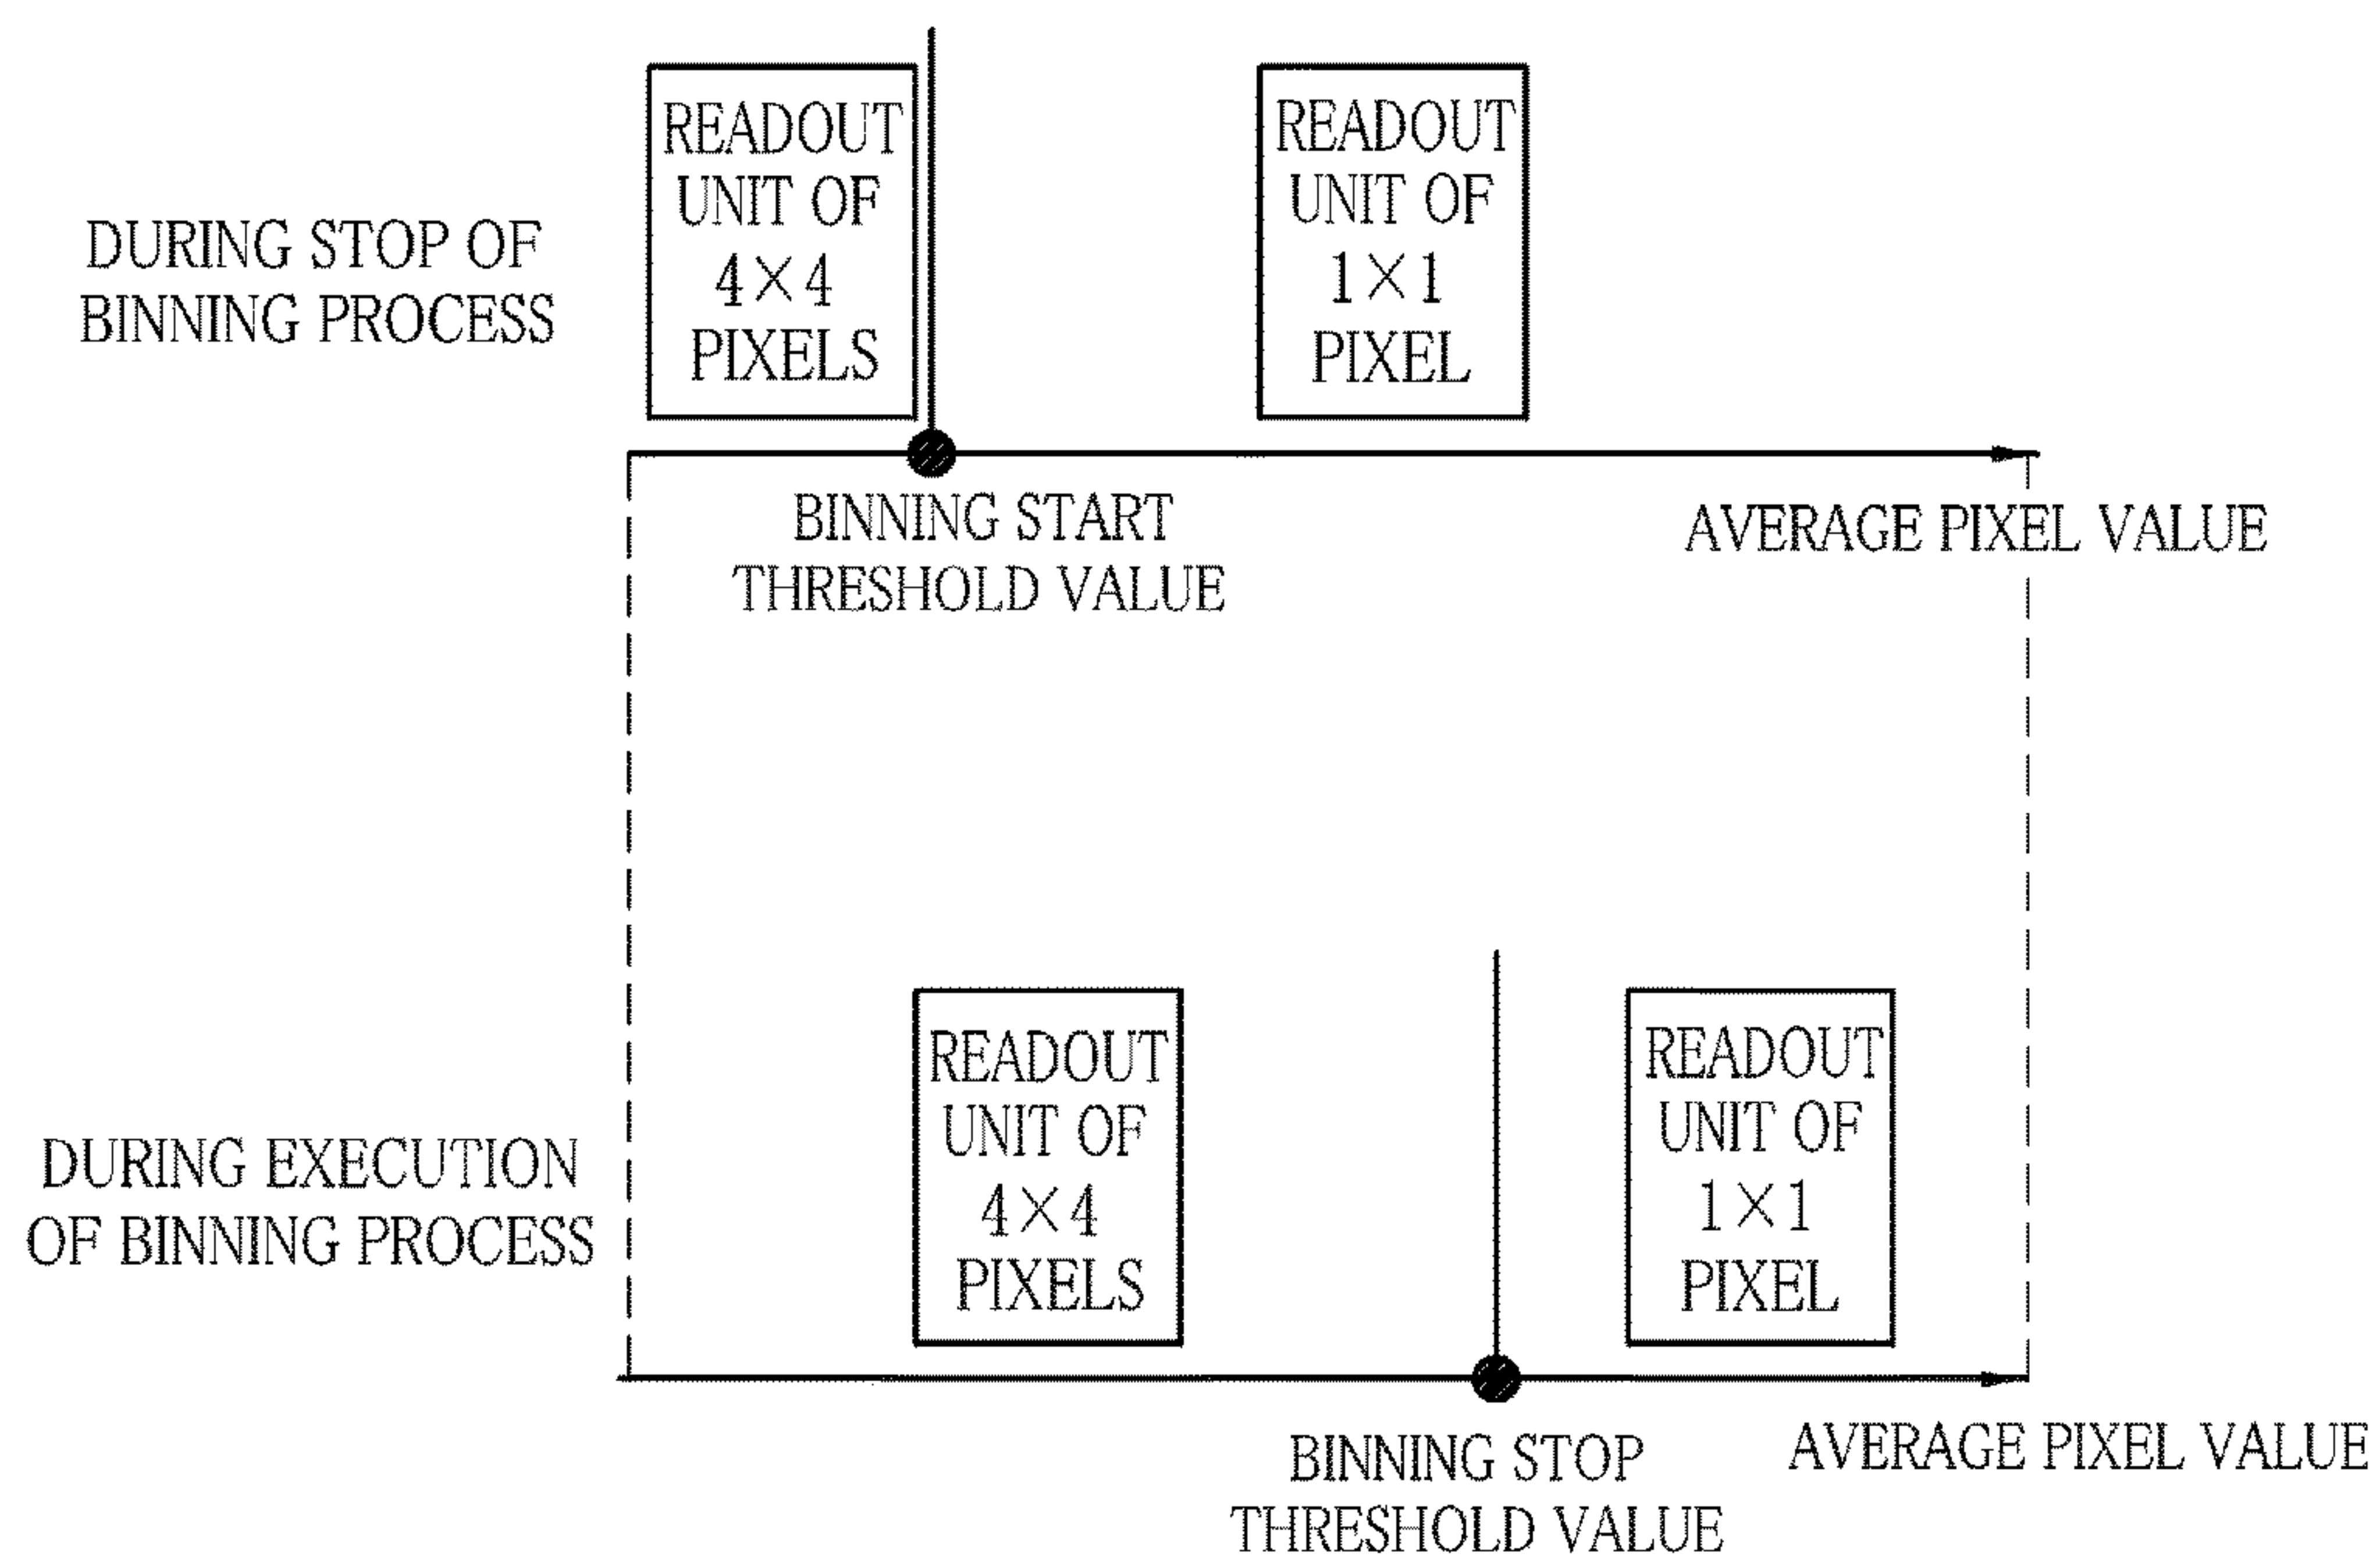 DURING STOP OF
BINNING PROCESS
READOUT
UNIT OF
4×4
PIXELS
READOUT
UNIT OF
1×1
PIXEL
BINNING START
THRESHOLD VALUE
AVERAGE PIXEL VALUE
DURING EXECUTION
OF BINNING PROCESS
READOUT
UNIT OF
4×4
PIXELS
READOUT
UNIT OF
1×1
PIXEL
BINNING STOP
THRESHOLD VALUE
AVERAGE PIXEL VALUE